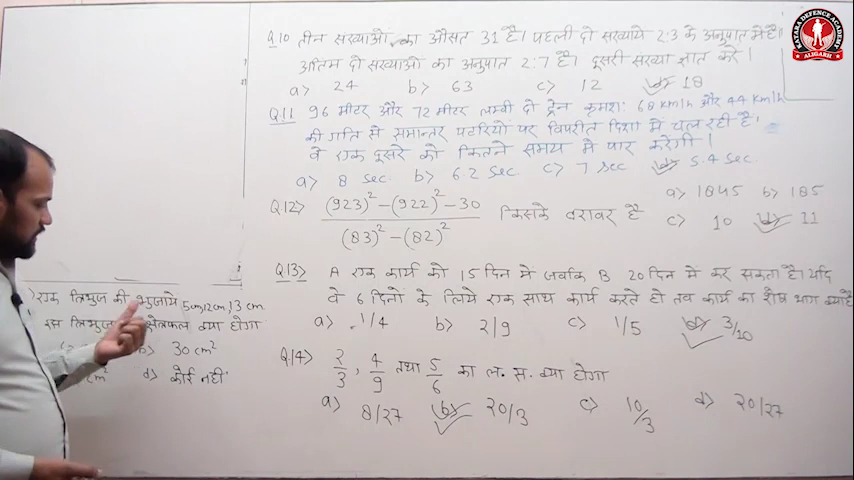 Q10 तीन संख्याओं का औसत 31 है। पहली दो संख्यायें 2:3 के अनुपात में है।
अंतिम दो संख्याओं का अनुपात 2:7 है। दूसरी संख्या ज्ञात करें।
a> 24 b> 63 c> 12 d> 18
Q11 96 मीटर और 72 मीटर लम्बी दो ट्रेन क्रमश: 68 km/h और 44 km/h
की गति से समान्तर पटरियों पर विपरीत दिशा में चल रही है।
वे एक दूसरे को कितने समय में पार करेगी।
a> 8 sec. b> 6.2 sec. c> 7 sec d> 5.4 sec.
Q12> (923)² - (922)² - 30 / (83)² - (82)² किसके बराबर है
a> 1845 b> 185
c> 10 d> 11
Q13> A एक कार्य को 15 दिन में जबकि B 20 दिन में कर सकता है। यदि
वे 6 दिनों के लिये एक साथ कार्य करते हो तब कार्य का शेष भाग क्या है
a> 1/4 b> 2/9 c> 1/5 d> 3/10
Q14> 2/3, 4/9 तथा 5/6 का ल.स. क्या होगा
a> 8/27 b> 20/3 c> 10/3 d> 20/27
एक त्रिभुज की भुजायें 5cm, 12cm, 13 cm
इस त्रिभुज क्षेत्रफल क्या होगा
b> 30 cm²
cm² d> कोई नहीं
KATARA DEFENCE ACADEMY
ALIGARH